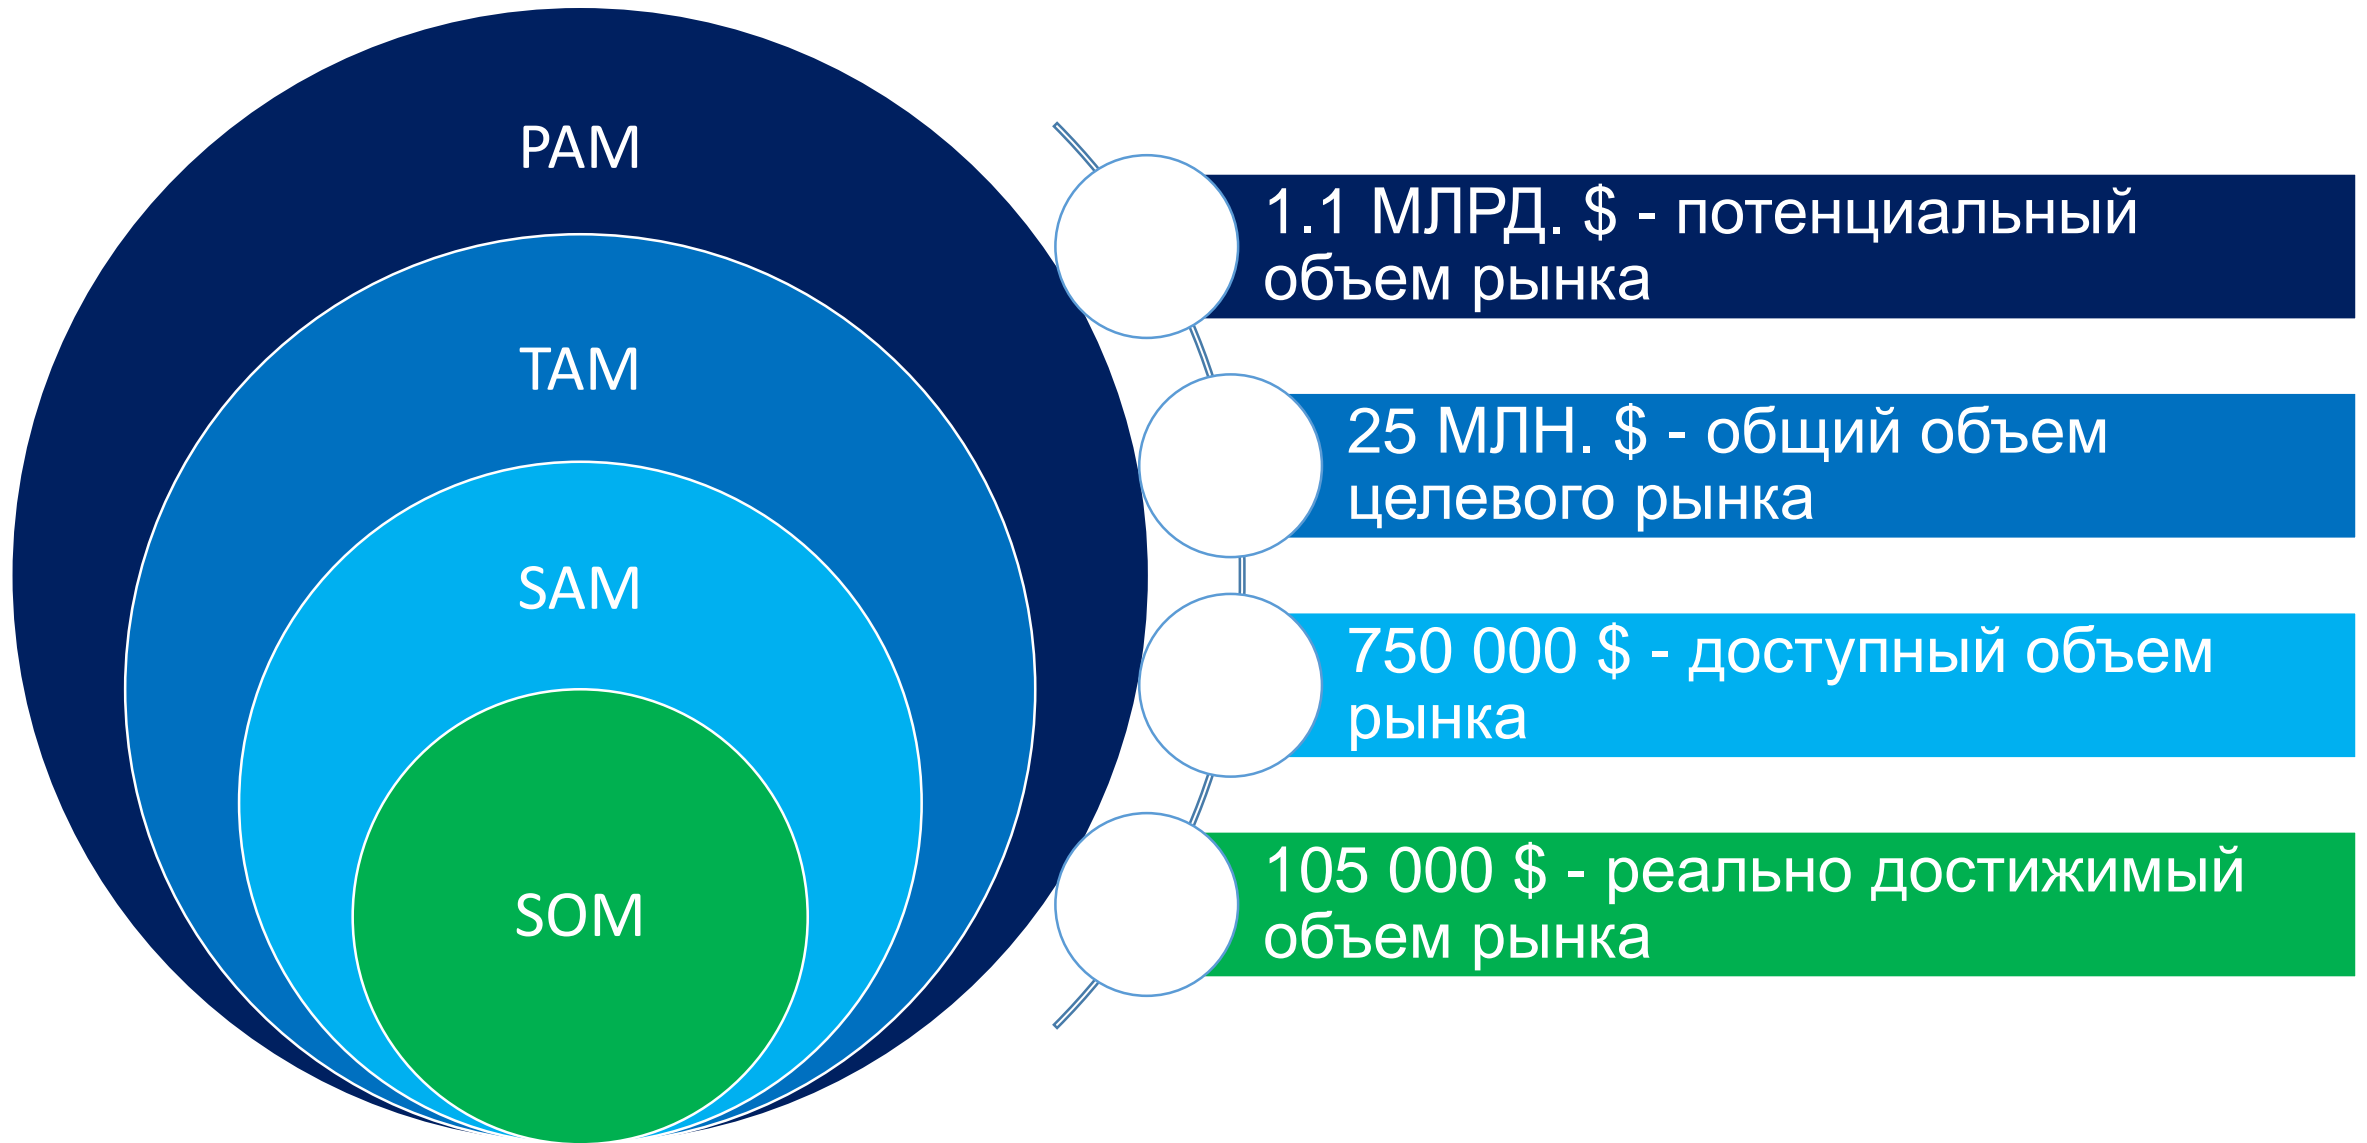 PAM
TAM
SAM
SOM
1.1 МЛРД. $ - потенциальный
объем рынка
25 МЛН. $ - общий объем
целевого рынка
750 000 $ - доступный объем
рынка
105 000 $ - реально достижимый
объем рынка